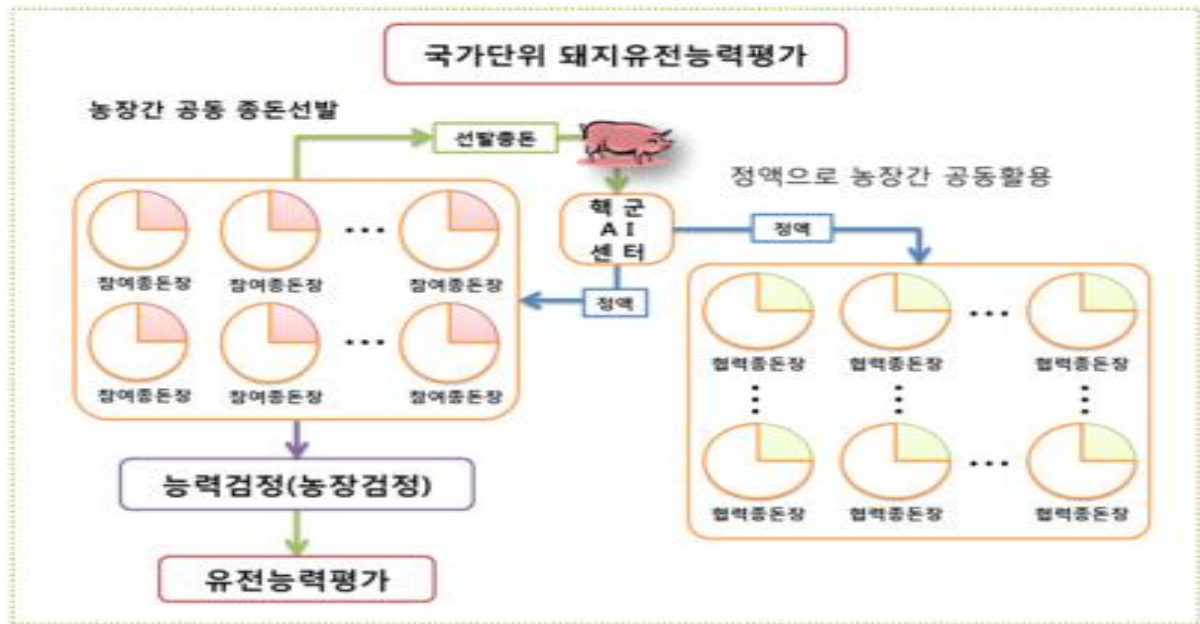 국가단위 돼지유전능력평가
농장간 공동 종돈선발
선발종돈
정액으로 농장간 공동활용
핵 군
A I
센 터
정액
정액
참여종돈장 참여종돈장 참여종돈장
참여종돈장 참여종돈장 참여종돈장
협력종돈장 협력종돈장 협력종돈장
협력종돈장 협력종돈장 협력종돈장
능력검정(농장검정)
유전능력평가